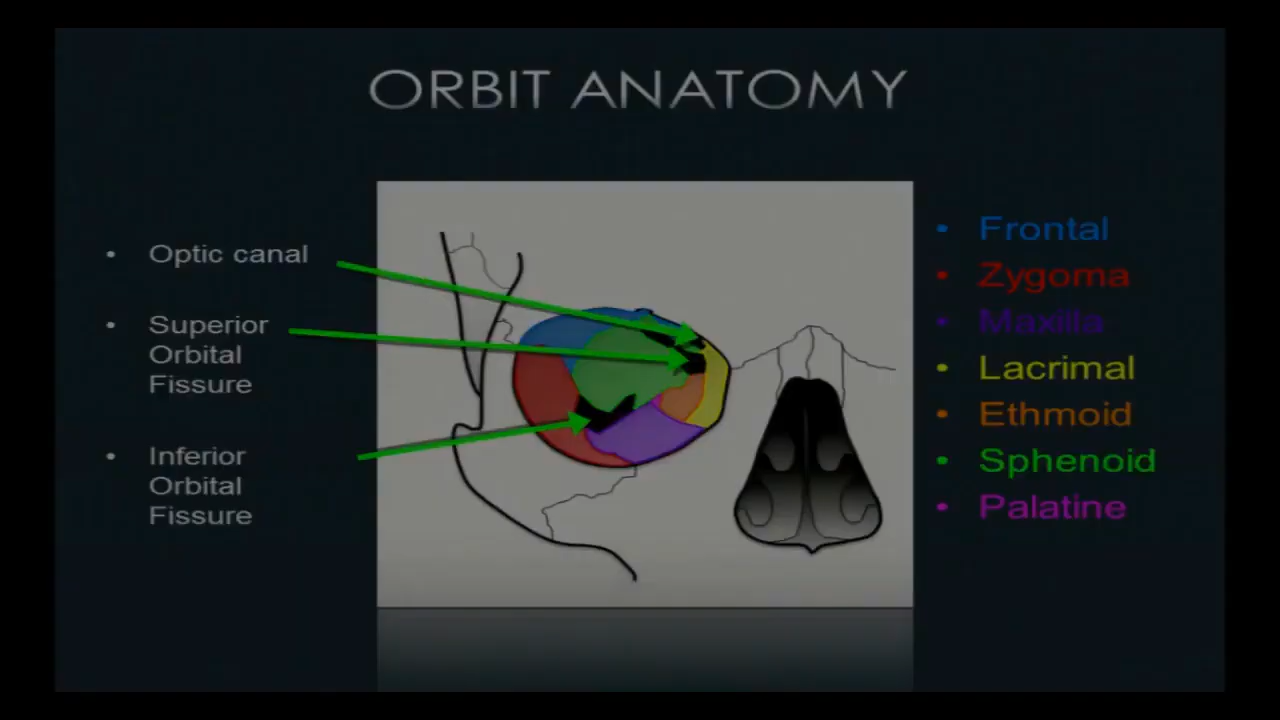 ORBIT ANATOMY
• Optic canal
• Superior
Orbital
Fissure
• Inferior
Orbital
Fissure
• Frontal
• Zygoma
• Maxilla
• Lacrimal
• Ethmoid
• Sphenoid
• Palatine